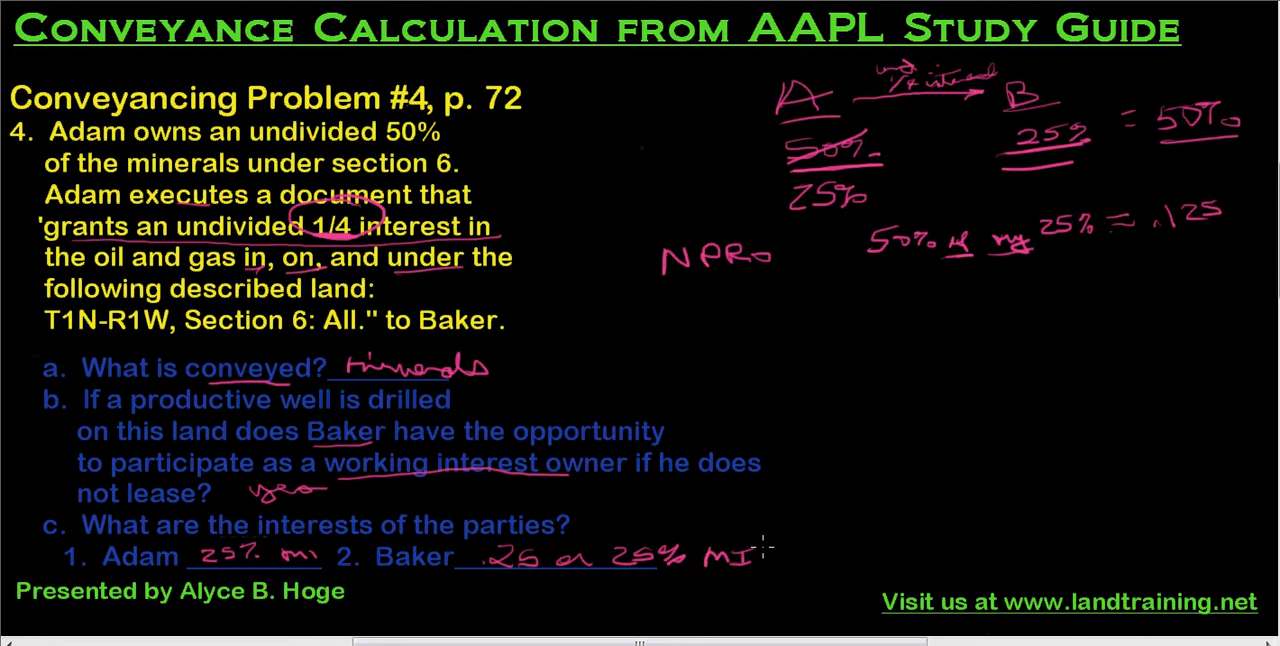 Conveyance Calculation from AAPL Study Guide
Conveyancing Problem #4, p. 72
4. Adam owns an undivided 50%
of the minerals under section 6.
Adam executes a document that
'grants an undivided 1/4 interest in
the oil and gas in, on, and under the
following described land:
T1N-R1W, Section 6: All." to Baker.
a. What is conveyed? minerals
b. If a productive well is drilled
on this land does Baker have the opportunity
to participate as a working interest owner if he does
not lease? yes
c. What are the interests of the parties?
1. Adam 25% mi 2. Baker .25 or 25% MI
Presented by Alyce B. Hoge
Visit us at www.landtraining.net
und
A 1/4 interest B
50% 25% = 50%
25%
50% of my 25% = .125
NPRO